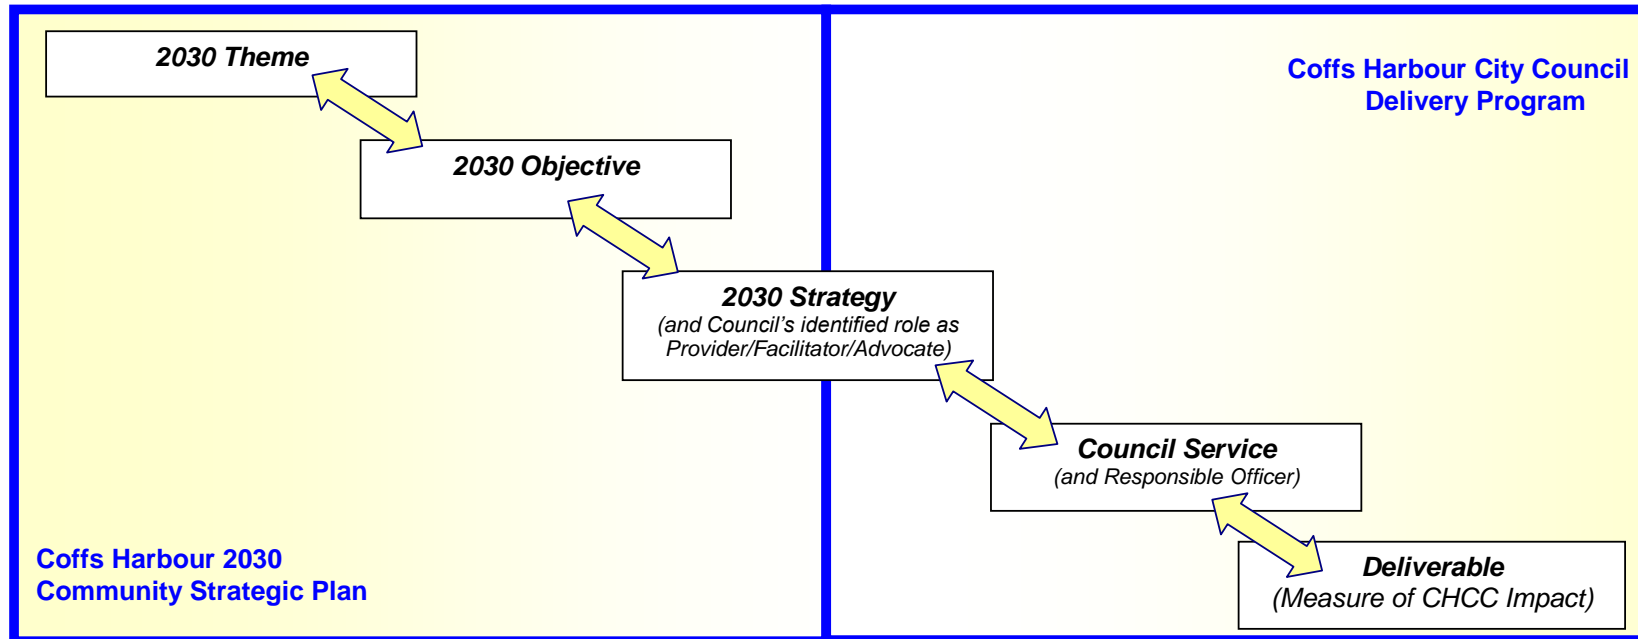 2030 Theme
Coffs Harbour City Council
Delivery Program
2030 Objective
2030 Strategy
(and Council’s identified role as
Provider/Facilitator/Advocate)
Council Service
(and Responsible Officer)
Coffs Harbour 2030
Community Strategic Plan
Deliverable
(Measure of CHCC Impact)